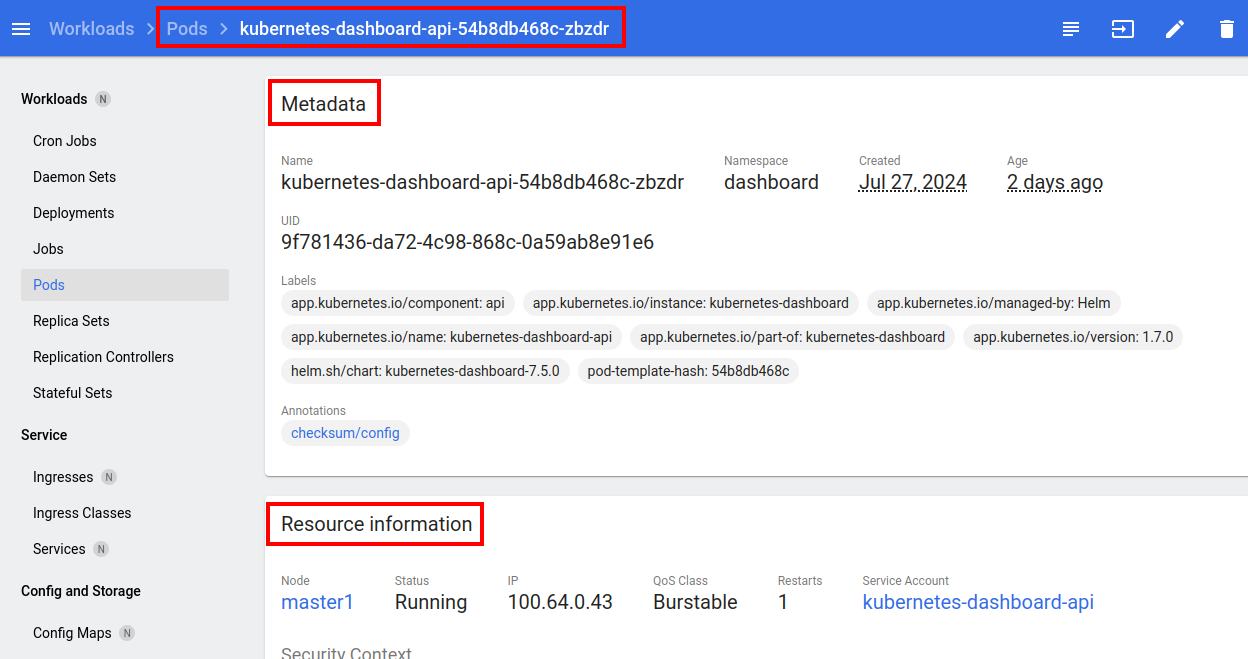 Workloads > Pods > kubernetes-dashboard-api-54b8db468c-zbzdr
Workloads N
Cron Jobs
Daemon Sets
Deployments
Jobs
Pods
Replica Sets
Replication Controllers
Stateful Sets
Service
Ingresses N
Ingress Classes
Services N
Config and Storage
Config Maps N
Metadata
Name Namespace Created Age
kubernetes-dashboard-api-54b8db468c-zbzdr dashboard Jul 27, 2024 2 days ago
UID
9f781436-da72-4c98-868c-0a59ab8e91e6
Labels
app.kubernetes.io/component: api app.kubernetes.io/instance: kubernetes-dashboard app.kubernetes.io/managed-by: Helm
app.kubernetes.io/name: kubernetes-dashboard-api app.kubernetes.io/part-of: kubernetes-dashboard app.kubernetes.io/version: 1.7.0
helm.sh/chart: kubernetes-dashboard-7.5.0 pod-template-hash: 54b8db468c
Annotations
checksum/config
Resource information
Node Status IP QoS Class Restarts Service Account
master1 Running 100.64.0.43 Burstable 1 kubernetes-dashboard-api
Security Context